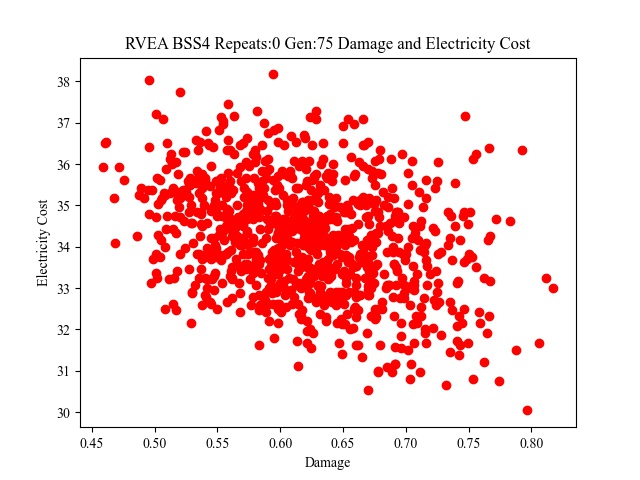 RVEA BSS4 Repeats:0 Gen:75 Damage and Electricity Cost
38
37
36
35
34
33
32
31
30
Electricity Cost
0.45 0.50 0.55 0.60 0.65 0.70 0.75 0.80
Damage